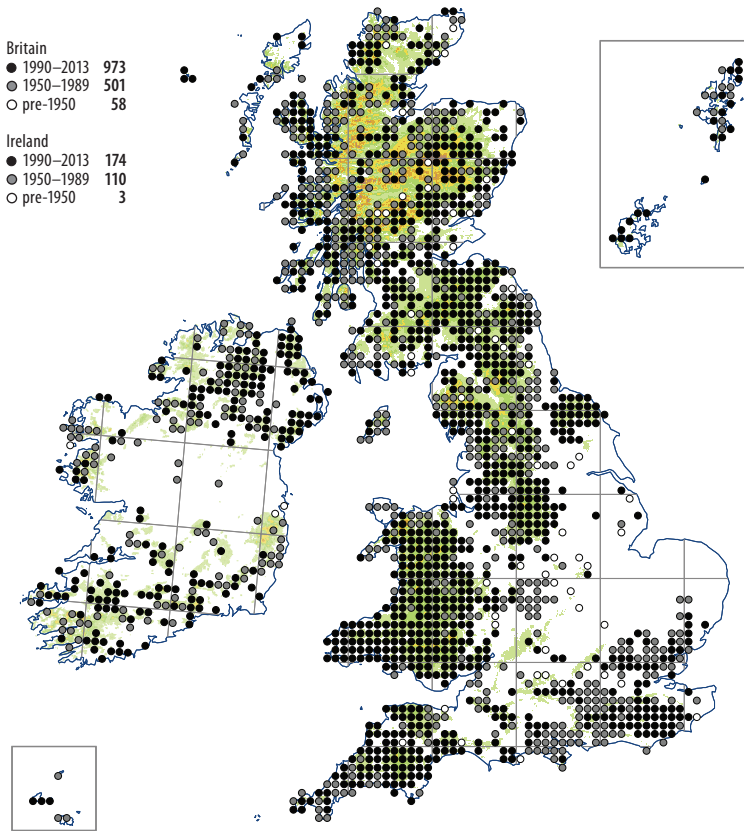 Britain
● 1990–2013 973
● 1950–1989 501
○ pre-1950 58
Ireland
● 1990–2013 174
● 1950–1989 110
○ pre-1950 3